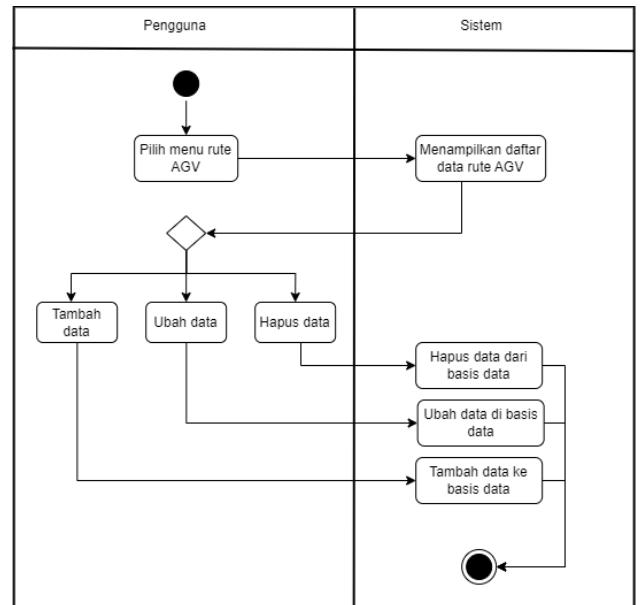 Pengguna
Sistem
Pilih menu rute
AGV
Menampilkan daftar
data rute AGV
Tambah
data
Ubah data
Hapus data
Hapus data dari
basis data
Ubah data di basis
data
Tambah data ke
basis data